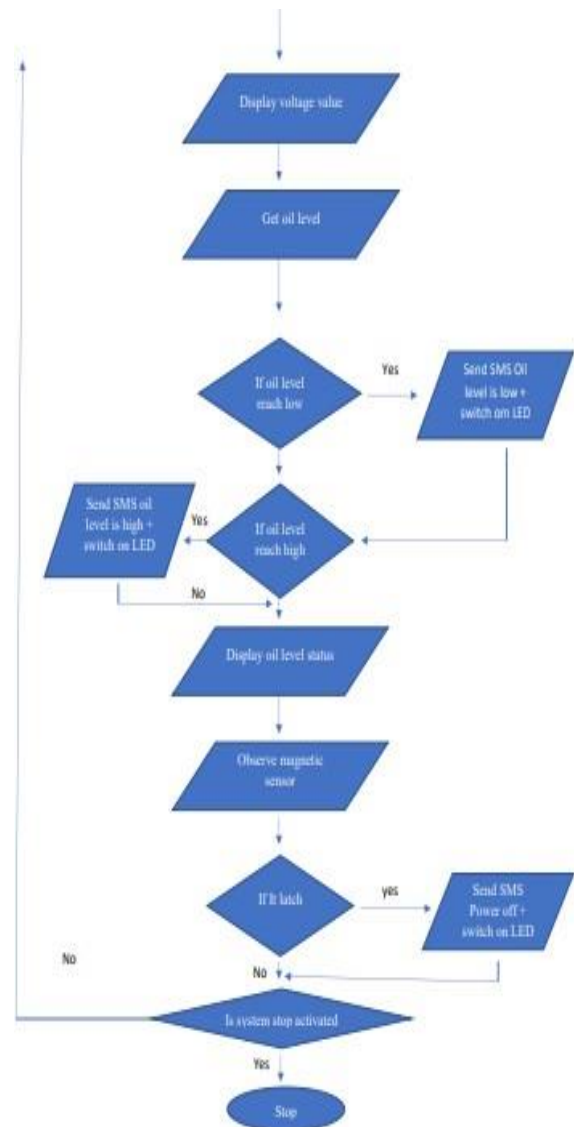 Display voltage value
Get oil level
If oil level
reach low
Yes
Send SMS Oil
level is low +
switch om LED
If oil level
reach high
Yes
Send SMS oil
level is high +
switch on LED
No
Display oil level status
Observe magnetic
sensor
If It latch
yes
Send SMS
Power off +
switch on LED
No
No
Is system stop activated
Yes
Stop